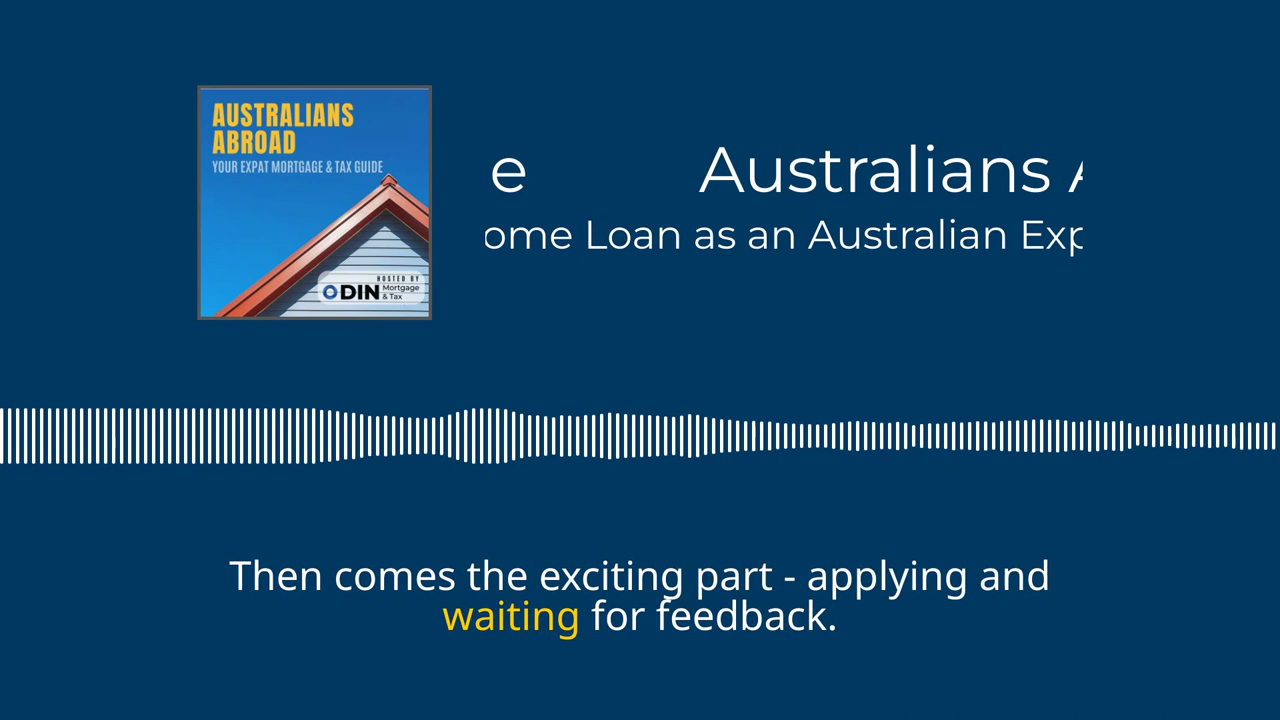 AUSTRALIANS
ABROAD
YOUR EXPAT MORTGAGE & TAX GUIDE
HOSTED BY
ODIN Mortgage
& Tax
e Australians A
ome Loan as an Australian Exp
Then comes the exciting part - applying and
waiting for feedback.